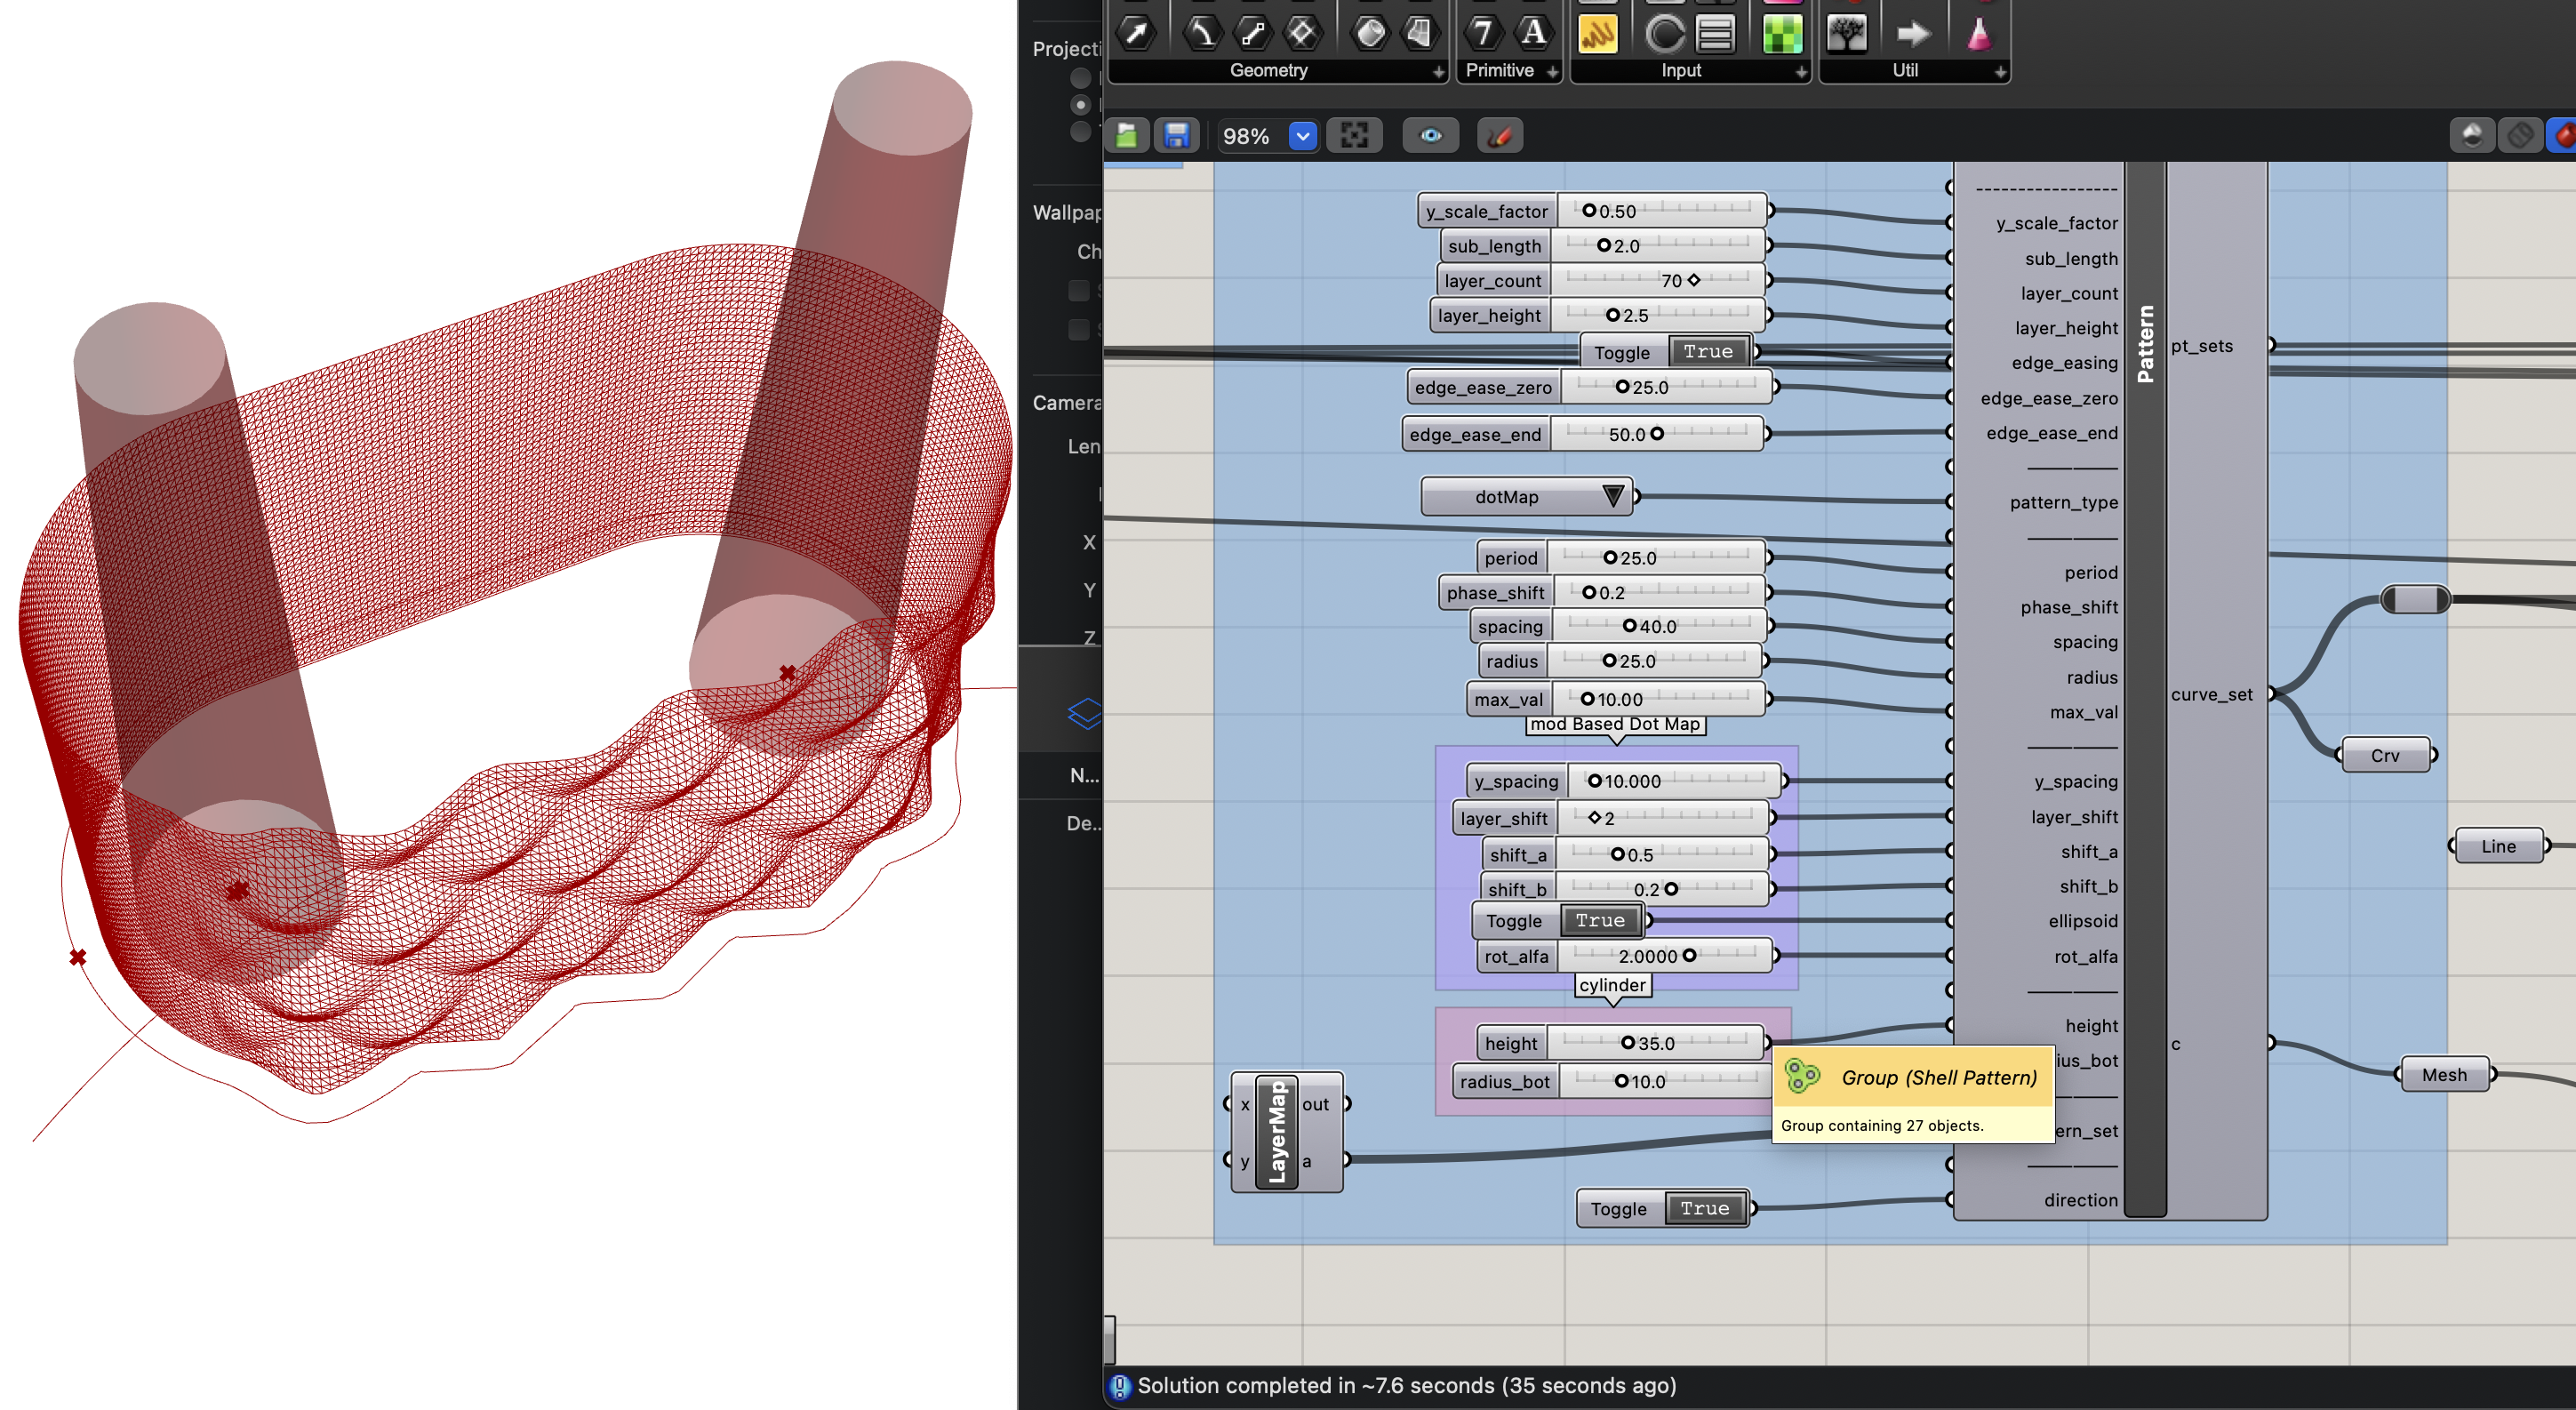 Projecti
Wallpap
Ch
Camera
Len
X
Y
Z
N...
De...
7
A
Geometry
Primitive
Input
Util
98%
y_scale_factor 0.50
sub_length 2.0
layer_count 70
layer_height 2.5
Toggle True
edge_ease_zero 25.0
edge_ease_end 50.0
dotMap
period 25.0
phase_shift 0.2
spacing 40.0
radius 25.0
max_val 10.00
mod Based Dot Map
y_spacing 10.000
layer_shift 2
shift_a 0.5
shift_b 0.2
Toggle True
rot_alfa 2.0000
cylinder
height 35.0
radius_bot 10.0
x
y
LayerMap
out
a
Toggle True
y_scale_factor
sub_length
layer_count
layer_height
edge_easing
edge_ease_zero
edge_ease_end
pattern_type
period
phase_shift
spacing
radius
max_val
y_spacing
layer_shift
shift_a
shift_b
ellipsoid
rot_alfa
height
ius_bot
ern_set
direction
Pattern
pt_sets
curve_set
c
Crv
Line
Mesh
Group (Shell Pattern)
Group containing 27 objects.
Solution completed in ~7.6 seconds (35 seconds ago)